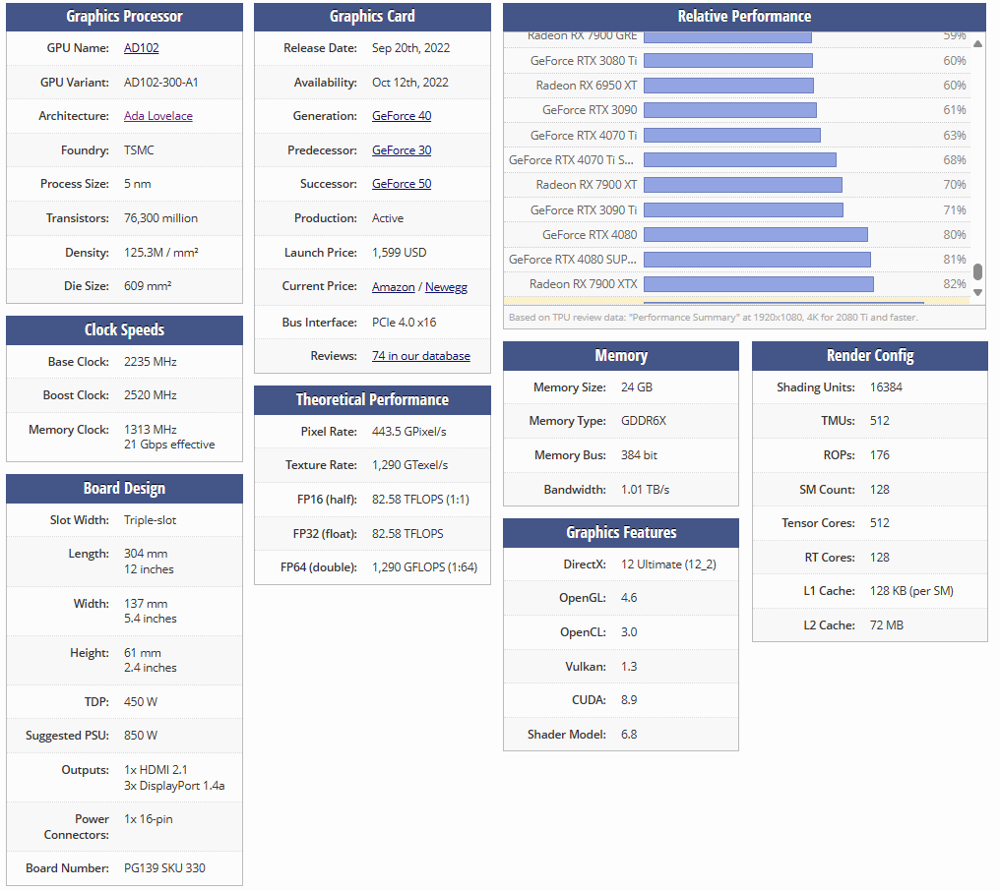 Graphics Processor
GPU Name: AD102
GPU Variant: AD102-300-A1
Architecture: Ada Lovelace
Foundry: TSMC
Process Size: 5 nm
Transistors: 76,300 million
Density: 125.3M / mm²
Die Size: 609 mm²
Clock Speeds
Base Clock: 2235 MHz
Boost Clock: 2520 MHz
Memory Clock: 1313 MHz
21 Gbps effective
Board Design
Slot Width: Triple-slot
Length: 304 mm
12 inches
Width: 137 mm
5.4 inches
Height: 61 mm
2.4 inches
TDP: 450 W
Suggested PSU: 850 W
Outputs: 1x HDMI 2.1
3x DisplayPort 1.4a
Power 1x 16-pin
Connectors:
Board Number: PG139 SKU 330
Graphics Card
Release Date: Sep 20th, 2022
Availability: Oct 12th, 2022
Generation: GeForce 40
Predecessor: GeForce 30
Successor: GeForce 50
Production: Active
Launch Price: 1,599 USD
Current Price: Amazon / Newegg
Bus Interface: PCIe 4.0 x16
Reviews: 74 in our database
Theoretical Performance
Pixel Rate: 443.5 GPixel/s
Texture Rate: 1,290 GTexel/s
FP16 (half): 82.58 TFLOPS (1:1)
FP32 (float): 82.58 TFLOPS
FP64 (double): 1,290 GFLOPS (1:64)
Relative Performance
Radeon RX 7900 GRE 59%
GeForce RTX 3080 Ti 60%
Radeon RX 6950 XT 60%
GeForce RTX 3090 61%
GeForce RTX 4070 Ti 63%
GeForce RTX 4070 Ti S... 68%
Radeon RX 7900 XT 70%
GeForce RTX 3090 Ti 71%
GeForce RTX 4080 80%
GeForce RTX 4080 SUP... 81%
Radeon RX 7900 XTX 82%
Based on TPU review data: "Performance Summary" at 1920x1080, 4K for 2080 Ti and faster.
Memory
Memory Size: 24 GB
Memory Type: GDDR6X
Memory Bus: 384 bit
Bandwidth: 1.01 TB/s
Graphics Features
DirectX: 12 Ultimate (12_2)
OpenGL: 4.6
OpenCL: 3.0
Vulkan: 1.3
CUDA: 8.9
Shader Model: 6.8
Render Config
Shading Units: 16384
TMUs: 512
ROPs: 176
SM Count: 128
Tensor Cores: 512
RT Cores: 128
L1 Cache: 128 KB (per SM)
L2 Cache: 72 MB